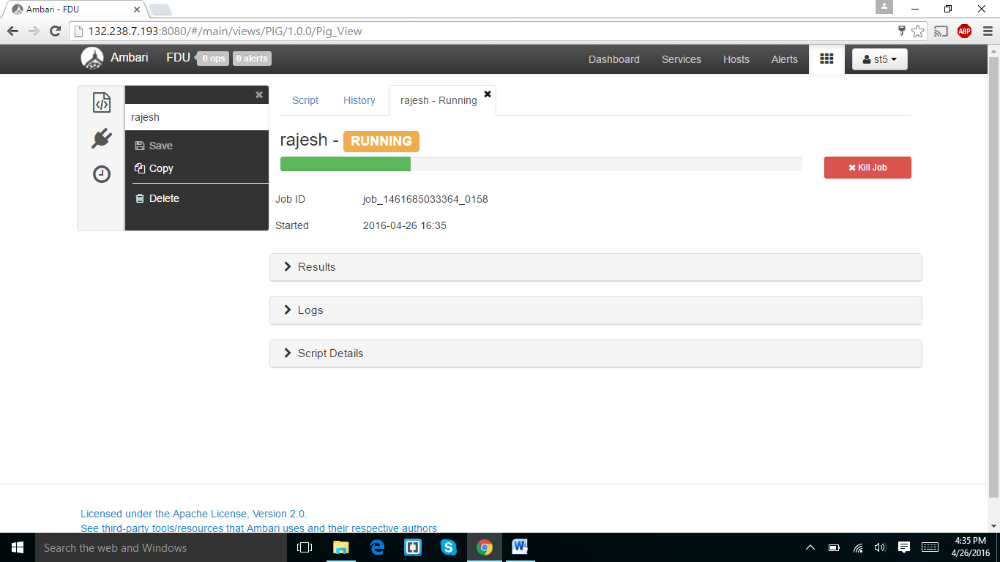 Ambari - FDU
132.238.7.193:8080/#/main/views/PIG/1.0.0/Pig_View
ABP
Ambari FDU 0 ops 0 alerts Dashboard Services Hosts Alerts st5
rajesh
Save
Copy
Delete
Script History rajesh - Running
rajesh - RUNNING
Kill Job
Job ID job_1461685033364_0158
Started 2016-04-26 16:35
Results
Logs
Script Details
Licensed under the Apache License, Version 2.0.
See third-party tools/resources that Ambari uses and their respective authors
Search the web and Windows
4:35 PM
4/26/2016